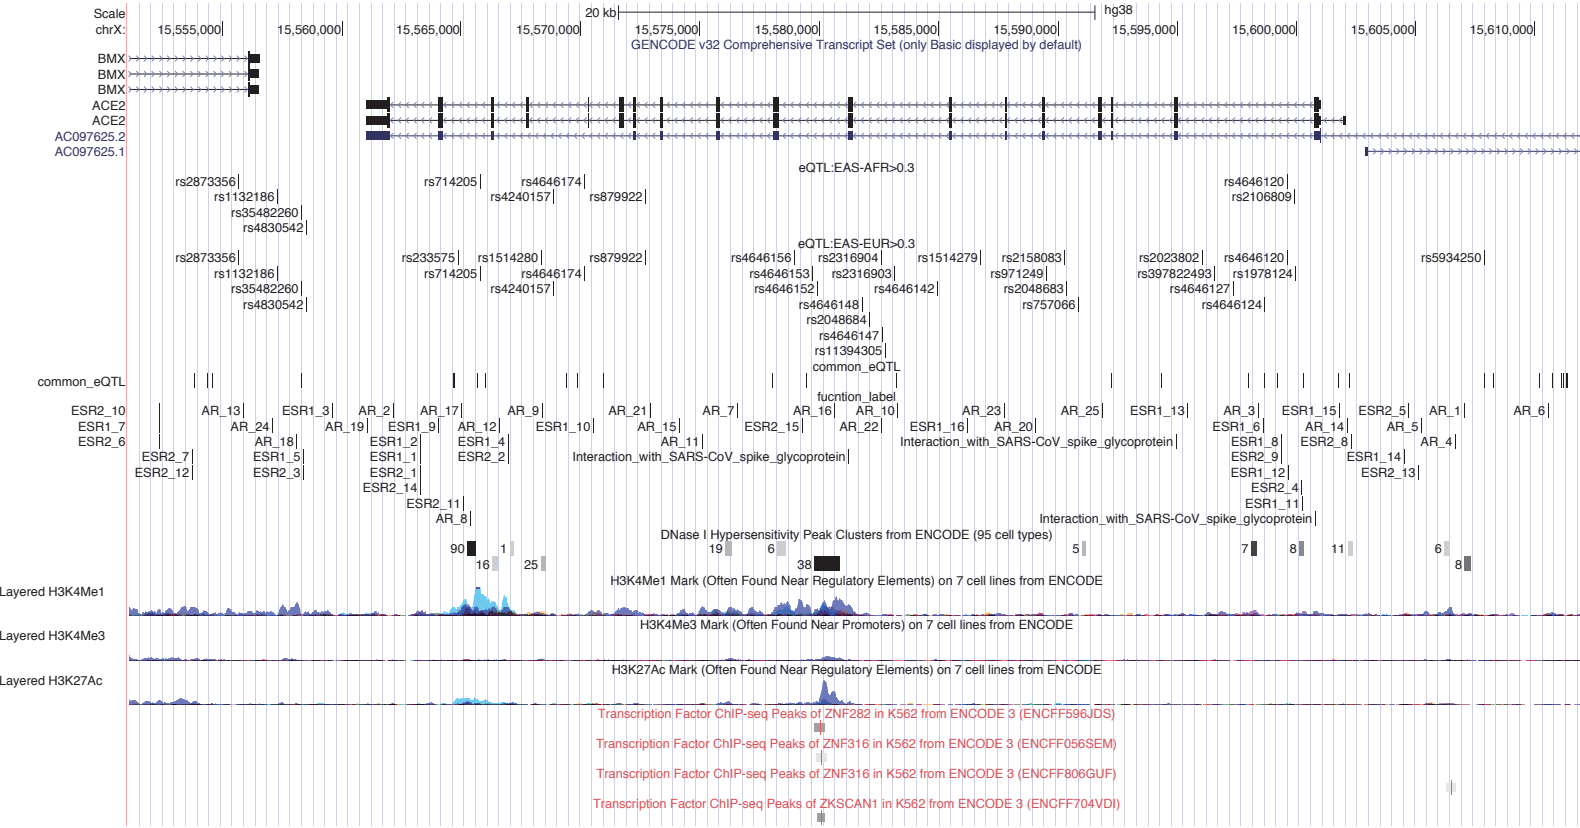 Scale 20 kb hg38
chrX: 15,555,000 15,560,000 15,565,000 15,570,000 15,575,000 15,580,000 15,585,000 15,590,000 15,595,000 15,600,000 15,605,000 15,610,000
GENCODE v32 Comprehensive Transcript Set (only Basic displayed by default)
BMX
BMX
BMX
ACE2
ACE2
AC097625.2
AC097625.1
eQTL:EAS-AFR>0.3
rs2873356 rs714205 rs4646174 rs4646120
rs1132186 rs4240157 rs879922 rs2106809
rs35482260
rs4830542
eQTL:EAS-EUR>0.3
rs2873356 rs233575 rs1514280 rs879922 rs4646156 rs2316904 rs1514279 rs2158083 rs2023802 rs4646120 rs5934250
rs1132186 rs714205 rs4646174 rs4646153 rs2316903 rs971249 rs397822493 rs1978124
rs35482260 rs4240157 rs4646152 rs4646142 rs2048683 rs4646127
rs4830542 rs4646148 rs757066 rs4646124
rs2048684
rs4646147
rs11394305
common_eQTL
common_eQTL
fucntion_label
ESR2_10 AR_13 ESR1_3 AR_2 AR_17 AR_9 AR_21 AR_7 AR_16 AR_10 AR_23 AR_25 ESR1_13 AR_3 ESR1_15 ESR2_5 AR_1 AR_6
ESR1_7 AR_24 AR_19 ESR1_9 AR_12 ESR1_10 AR_15 ESR2_15 AR_22 ESR1_16 AR_20 ESR1_6 AR_14 AR_5
ESR2_6 AR_18 ESR1_2 ESR1_4 AR_11 Interaction_with_SARS-CoV_spike_glycoprotein ESR1_8 ESR2_8 AR_4
ESR2_7 ESR1_5 ESR1_1 ESR2_2 Interaction_with_SARS-CoV_spike_glycoprotein ESR2_9 ESR1_14
ESR2_12 ESR2_3 ESR2_1 ESR1_12 ESR2_13
ESR2_14 ESR2_4
ESR2_11 ESR1_11
AR_8 Interaction_with_SARS-CoV_spike_glycoprotein
DNase I Hypersensitivity Peak Clusters from ENCODE (95 cell types)
90 1 19 6 5 7 8 11 6
16 25 38 8
H3K4Me1 Mark (Often Found Near Regulatory Elements) on 7 cell lines from ENCODE
Layered H3K4Me1
H3K4Me3 Mark (Often Found Near Promoters) on 7 cell lines from ENCODE
Layered H3K4Me3
H3K27Ac Mark (Often Found Near Regulatory Elements) on 7 cell lines from ENCODE
Layered H3K27Ac
Transcription Factor ChIP-seq Peaks of ZNF282 in K562 from ENCODE 3 (ENCFF596JDS)
Transcription Factor ChIP-seq Peaks of ZNF316 in K562 from ENCODE 3 (ENCFF056SEM)
Transcription Factor ChIP-seq Peaks of ZNF316 in K562 from ENCODE 3 (ENCFF806GUF)
Transcription Factor ChIP-seq Peaks of ZKSCAN1 in K562 from ENCODE 3 (ENCFF704VDI)